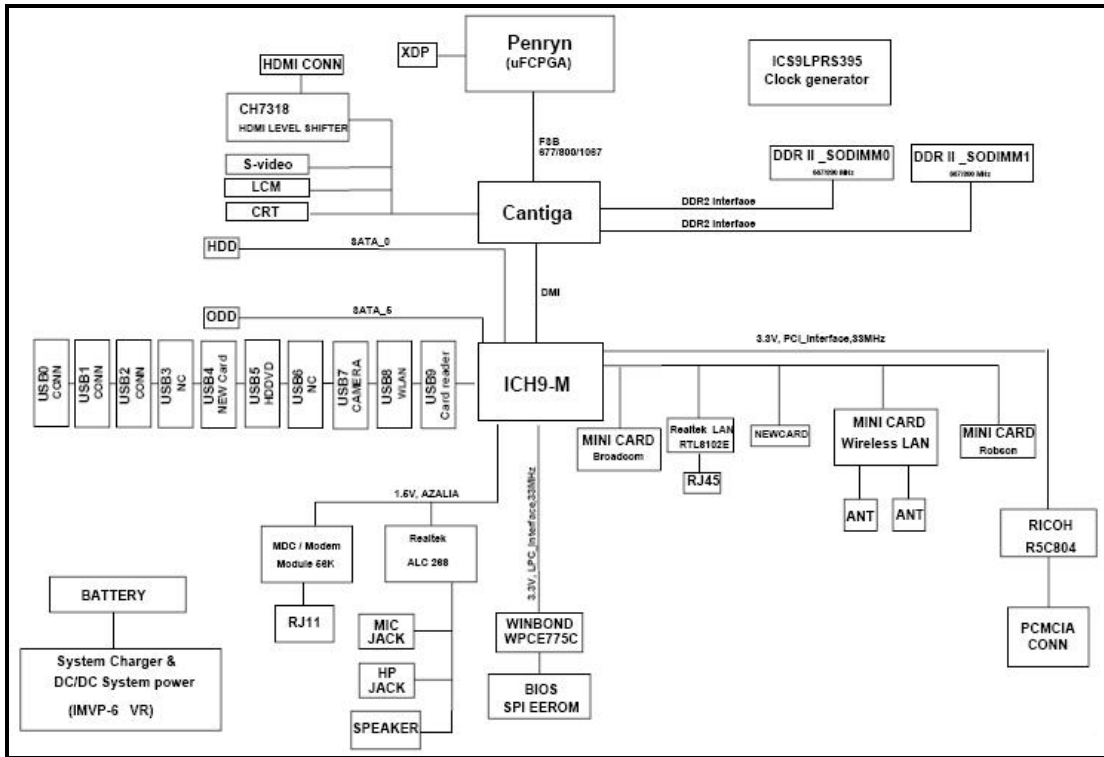 Penryn
(uFCPGA)
XDP
ICS9LPRS395
Clock generator
HDMI CONN
CH7318
HDMI LEVEL SHIFTER
S-video
LCM
CRT
FSB
677/800/1067
DDR II _SODIMM0
667/800 MHz
DDR II _SODIMM1
667/800 MHz
Cantiga
DDR2 Interface
DDR2 Interface
HDD
SATA_0
DMI
ODD
SATA_5
3.3V, PCI_Interface,33MHz
USB0
CONN
USB1
CONN
USB2
CONN
USB3
NC
USB4
NEW Card
USB5
HDDVD
USB6
NC
USB7
CAMERA
USB8
WLAN
USB9
Card reader
ICH9-M
MINI CARD
Broadcom
Realtek LAN
RTL8102E
RJ45
NEWCARD
MINI CARD
Wireless LAN
ANT
ANT
MINI CARD
Robson
1.5V, AZALIA
3.3V, LPC_Interface,33MHz
MDC / Modem
Module 56K
RJ11
Realtek
ALC 268
MIC
JACK
HP
JACK
SPEAKER
WINBOND
WPCE775C
BIOS
SPI EEROM
RICOH
R5C804
PCMCIA
CONN
BATTERY
System Charger &
DC/DC System power
(IMVP-6 VR)